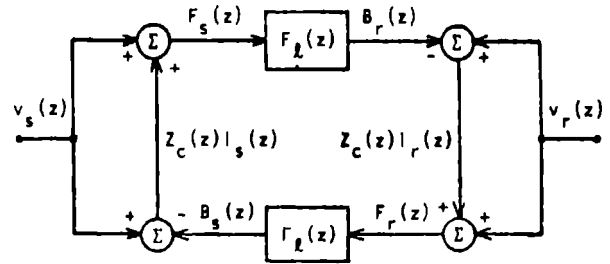 F_s(z) B_r(z)
Σ F_ℓ(z) Σ
+ + - +
v_s(z) Z_c(z)I_s(z) Z_c(z)I_r(z) v_r(z)
+ - B_s(z) F_r(z) + +
Σ Γ_ℓ(z) Σ